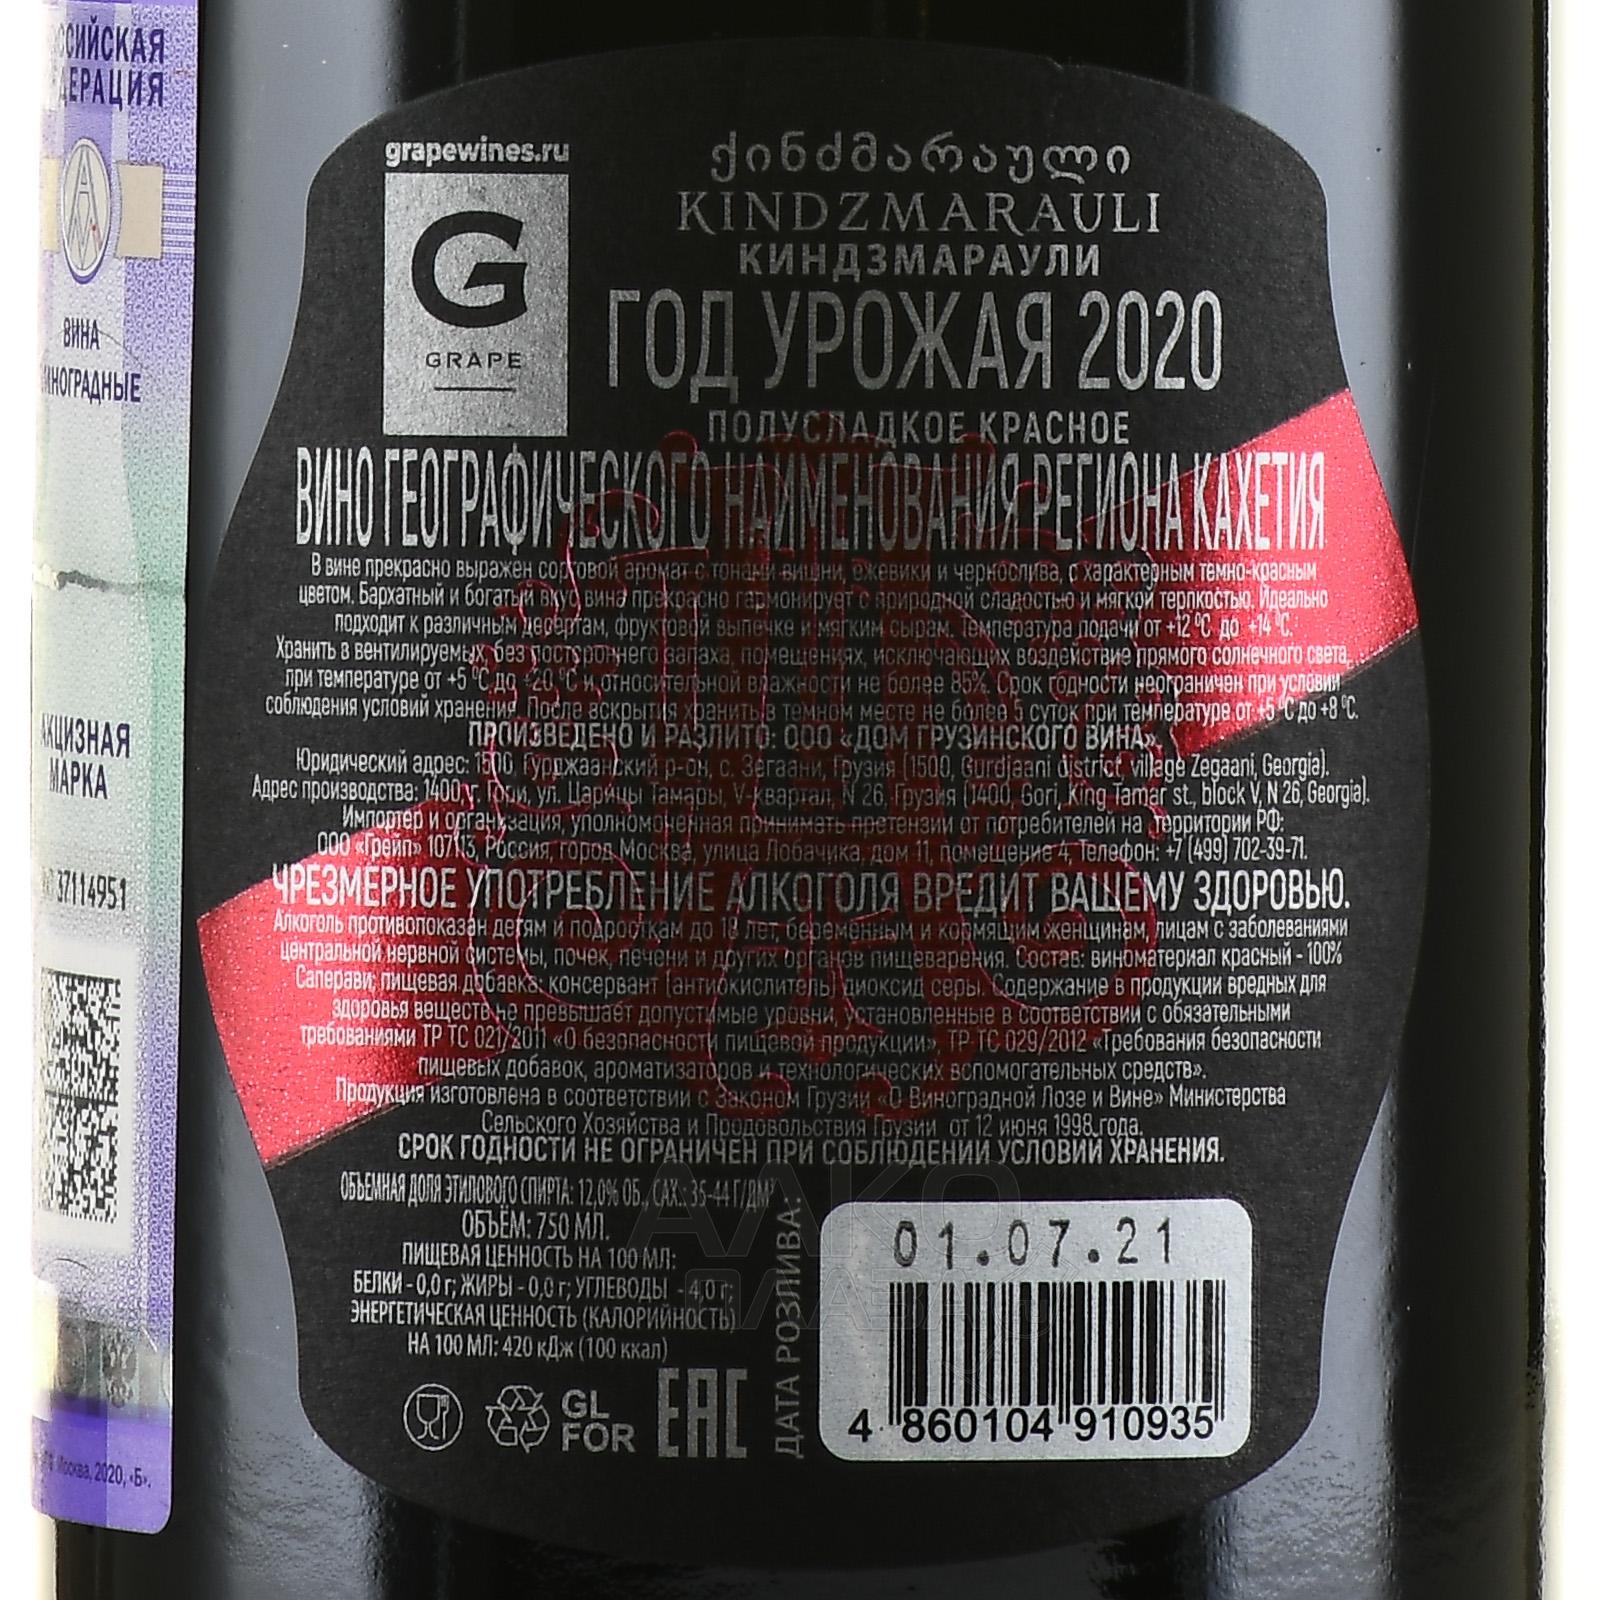 СИЙСКАЯ
ДЕРАЦИЯ
ВИНА
ИНОГРАДНЫЕ
АКЦИЗНАЯ
МАРКА
37114951
Москва, 2020, «Б».
grapewines.ru
G
GRAPE
ქინძმარაული
KINDZMARAULI
КИНДЗМАРАУЛИ
ГОД УРОЖАЯ 2020
ПОЛУСЛАДКОЕ КРАСНОЕ
ВИНО ГЕОГРАФИЧЕСКОГО НАИМЕНОВАНИЯ РЕГИОНА КАХЕТИЯ
В вине прекрасно выражен сортовой аромат с тонами вишни, ежевики и чернослива, с характерным темно-красным
цветом. Бархатный и богатый вкус вина прекрасно гармонирует с природной сладостью и мягкой терпкостью. Идеально
подходит к различным десертам, фруктовой выпечке и мягким сырам. Температура подачи от +12 °C до +14 °C.
Хранить в вентилируемых, без постороннего запаха, помещениях, исключающих воздействие прямого солнечного света,
при температуре от +5 °C до +20 °C и относительной влажности не более 85%. Срок годности неограничен при условии
соблюдения условий хранения. После вскрытия хранить в темном месте не более 5 суток при температуре от +5 °C до +8 °C.
ПРОИЗВЕДЕНО И РАЗЛИТО: ООО «ДОМ ГРУЗИНСКОГО ВИНА».
Юридический адрес: 1500, Гурджаанский р-он, с. Зегаани, Грузия (1500, Gurdjaani district, village Zegaani, Georgia).
Адрес производства: 1400, г. Гори, ул. Царицы Тамары, V-квартал, N 26, Грузия (1400, Gori, King Tamar st., block V, N 26, Georgia).
Импортер и организация, уполномоченная принимать претензии от потребителей на территории РФ:
ООО «Грейп» 107113, Россия, город Москва, улица Лобачика, дом 11, помещение 4, Телефон: +7 (499) 702-39-71.
ЧРЕЗМЕРНОЕ УПОТРЕБЛЕНИЕ АЛКОГОЛЯ ВРЕДИТ ВАШЕМУ ЗДОРОВЬЮ.
Алкоголь противопоказан детям и подросткам до 18 лет, беременным и кормящим женщинам, лицам с заболеваниями
центральной нервной системы, почек, печени и других органов пищеварения. Состав: виноматериал красный - 100%
Саперави; пищевая добавка: консервант (антиокислитель) диоксид серы. Содержание в продукции вредных для
здоровья веществ не превышает допустимые уровни, установленные в соответствии с обязательными
требованиями ТР ТС 021/2011 «О безопасности пищевой продукции», ТР ТС 029/2012 «Требования безопасности
пищевых добавок, ароматизаторов и технологических вспомогательных средств».
Продукция изготовлена в соответствии с Законом Грузии «О Виноградной Лозе и Вине» Министерства
Сельского Хозяйства и Продовольствия Грузии от 12 июня 1998.года.
СРОК ГОДНОСТИ НЕ ОГРАНИЧЕН ПРИ СОБЛЮДЕНИИ УСЛОВИЙ ХРАНЕНИЯ.
ОБЪЕМНАЯ ДОЛЯ ЭТИЛОВОГО СПИРТА: 12,0% ОБ., САХ.: 35-44 Г/ДМ³
ОБЪЁМ: 750 МЛ.
ПИЩЕВАЯ ЦЕННОСТЬ НА 100 МЛ:
БЕЛКИ - 0,0 г; ЖИРЫ - 0,0 г; УГЛЕВОДЫ - 4,0 г;
ЭНЕРГЕТИЧЕСКАЯ ЦЕННОСТЬ (КАЛОРИЙНОСТЬ)
НА 100 МЛ: 420 кДж (100 ккал)
GL
FOR
EAC
ДАТА РОЗЛИВА:
01.07.21
4 860104 910935
АЛКО
ПЛАЗА